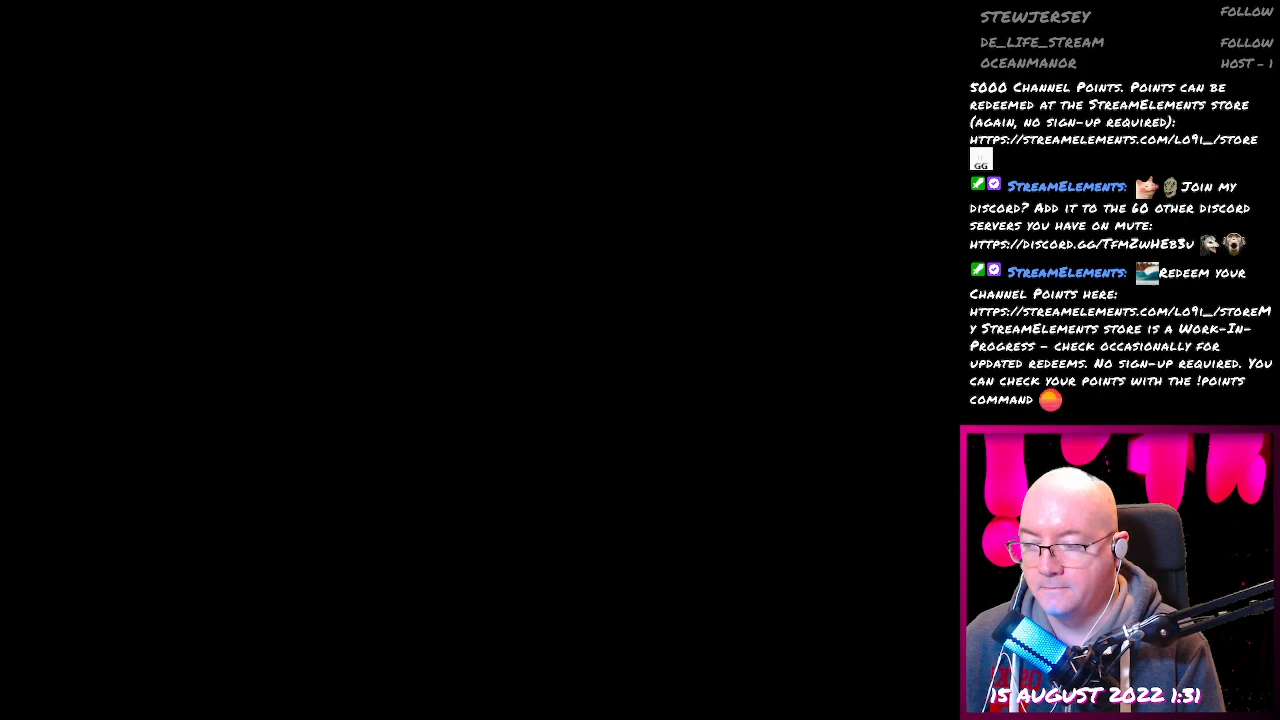 STEWJERSEY FOLLOW
DE_LIFE_STREAM FOLLOW
OCEANMANOR HOST - 1
5000 Channel Points. Points can be
redeemed at the StreamElements store
(again, no sign-up required):
https://streamelements.com/lo9i_/store
GG
StreamElements: Join my
discord? Add it to the 60 other discord
servers you have on mute:
https://discord.gg/TfmZwHEb3u
StreamElements: Redeem your
Channel Points here:
https://streamelements.com/lo9i_/storeM
y StreamElements store is a Work-In-
Progress - check occasionally for
updated redeems. No sign-up required. You
can check your points with the !points
command
15 AUGUST 2022 1:31